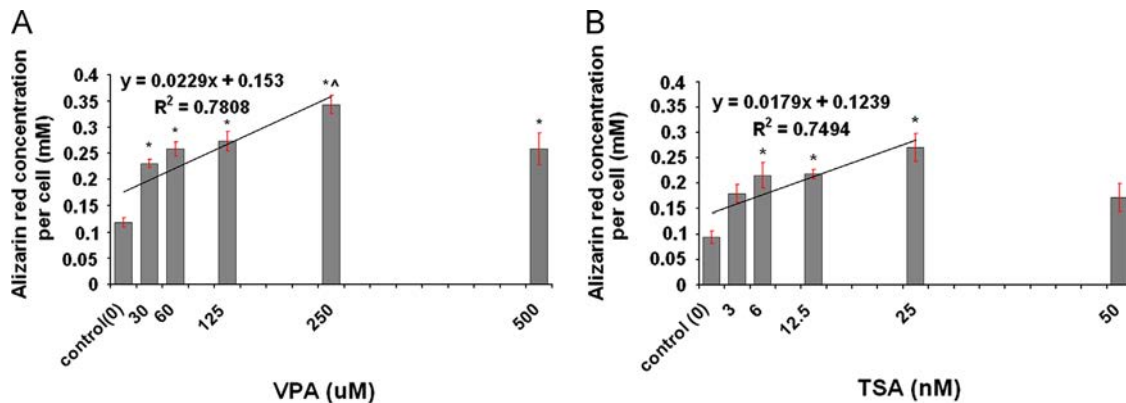 A
Alizarin red concentration
per cell (mM)
0.4
0.35
0.3
0.25
0.2
0.15
0.1
0.05
0
y = 0.0229x + 0.153
R² = 0.7808
*
*
*
*^
*
control(0)
30
60
125
250
500
VPA (uM)
B
Alizarin red concentration
per cell (mM)
0.4
0.35
0.3
0.25
0.2
0.15
0.1
0.05
0
y = 0.0179x + 0.1239
R² = 0.7494
*
*
*
control (0)
3
6
12.5
25
50
TSA (nM)